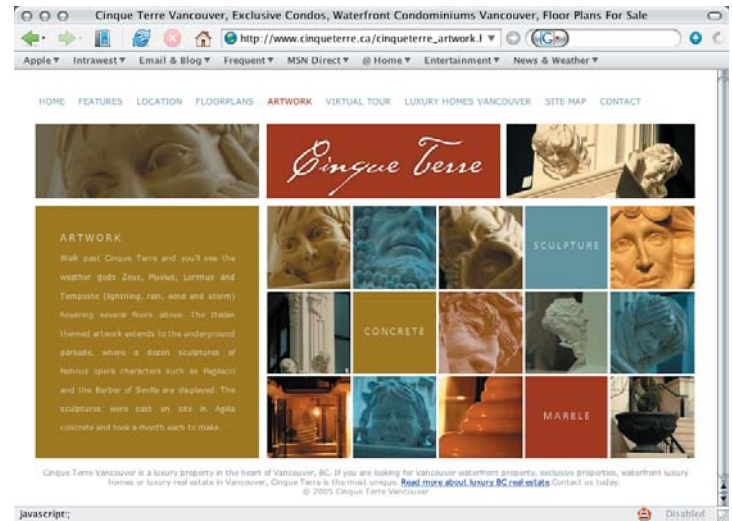 Cinque Terre Vancouver, Exclusive Condos, Waterfront Condominiums Vancouver, Floor Plans For Sale
http://www.cinqueterre.ca/cinqueterre_artwork.h
G
Apple Intrawest Email & Blog Frequent MSN Direct @ Home Entertainment News & Weather
HOME FEATURES LOCATION FLOORPLANS ARTWORK VIRTUAL TOUR LUXURY HOMES VANCOUVER SITE MAP CONTACT
Cinque Terre
ARTWORK
Walk past Cinque Terre and you'll see the
weather gods Zeus, Pluvius, Lormus and
Temposto (lightning, rain, wind and storm)
hovering several floors above. The Italian
themed artwork extends to the underground
parkade, where a dozen sculptures of
famous opera characters such as Pagliacci
and the Barber of Seville are displayed. The
sculptures were cast on site in Agilia
concrete and took a month each to make.
SCULPTURE
CONCRETE
MARBLE
Cinque Terre Vancouver is a luxury property in the heart of Vancouver, BC. If you are looking for Vancouver waterfront property, exclusive properties, waterfront luxury
homes or luxury real estate in Vancouver, Cinque Terre is the most unique. Read more about luxury BC real estate.Contact us today.
© 2005 Cinque Terre Vancouver
javascript:; Disabled